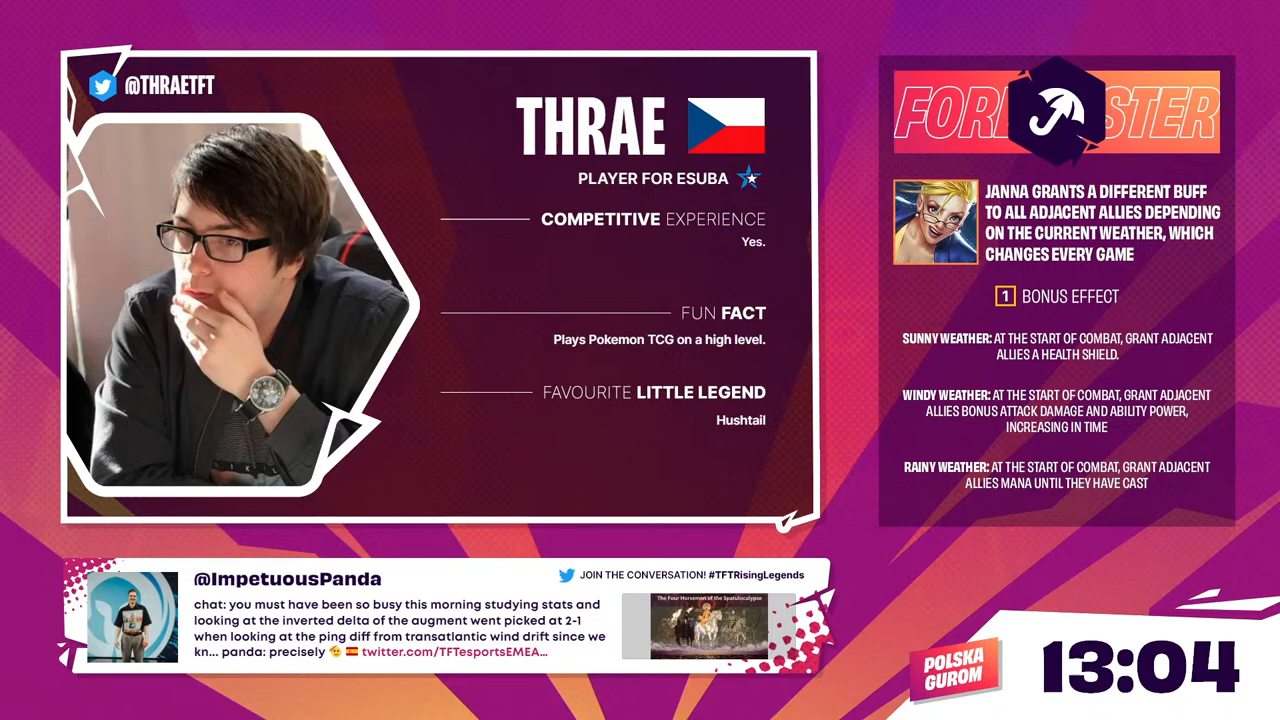 @THRAETFT
THRAE
PLAYER FOR ESUBA
COMPETITIVE EXPERIENCE
Yes.
FUN FACT
Plays Pokemon TCG on a high level.
FAVOURITE LITTLE LEGEND
Hushtail
JANNA GRANTS A DIFFERENT BUFF
TO ALL ADJACENT ALLIES DEPENDING
ON THE CURRENT WEATHER, WHICH
CHANGES EVERY GAME
1 BONUS EFFECT
SUNNY WEATHER: AT THE START OF COMBAT, GRANT ADJACENT
ALLIES A HEALTH SHIELD.
WINDY WEATHER: AT THE START OF COMBAT, GRANT ADJACENT
ALLIES BONUS ATTACK DAMAGE AND ABILITY POWER,
INCREASING IN TIME
RAINY WEATHER: AT THE START OF COMBAT, GRANT ADJACENT
ALLIES MANA UNTIL THEY HAVE CAST
@ImpetuousPanda
JOIN THE CONVERSATION! #TFTRisingLegends
chat: you must have been so busy this morning studying stats and
looking at the inverted delta of the augment went picked at 2-1
when looking at the ping diff from transatlantic wind drift since we
kn... panda: precisely 🫡 🇪🇸 twitter.com/TFTesportsEMEA...
The Four Horsemen of the Spatulocalypse
POLSKA
GUROM
13:04